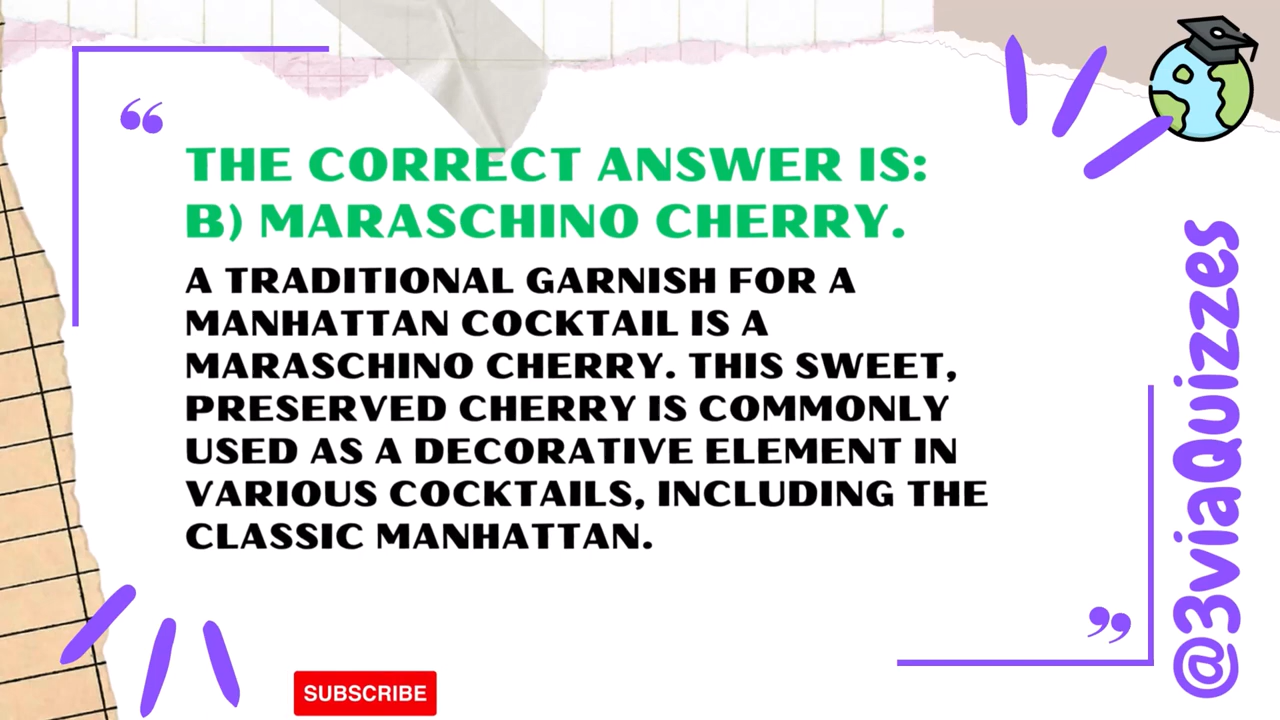 “
THE CORRECT ANSWER IS:
B) MARASCHINO CHERRY.
A TRADITIONAL GARNISH FOR A
MANHATTAN COCKTAIL IS A
MARASCHINO CHERRY. THIS SWEET,
PRESERVED CHERRY IS COMMONLY
USED AS A DECORATIVE ELEMENT IN
VARIOUS COCKTAILS, INCLUDING THE
CLASSIC MANHATTAN.
”
@3viaQuizzes
SUBSCRIBE